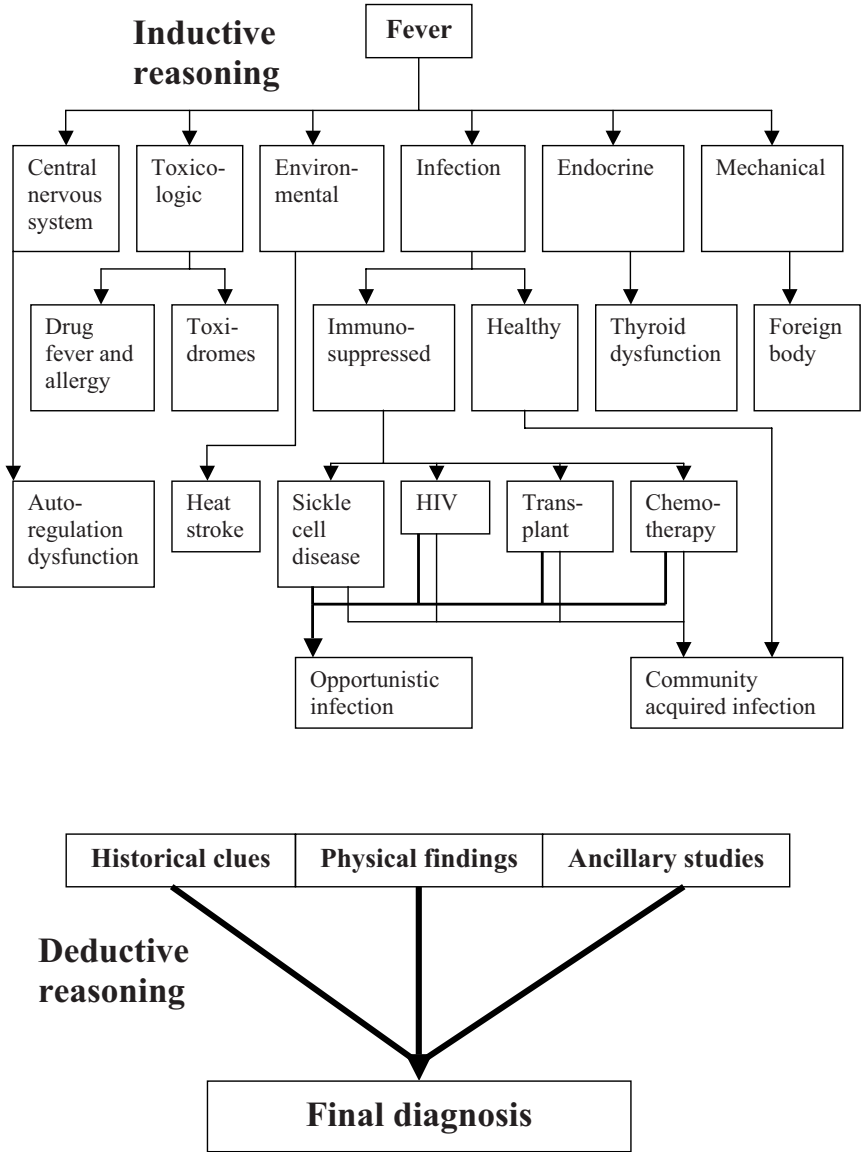 Inductive
reasoning
Fever
Central
nervous
system
Toxico-
logic
Environ-
mental
Infection
Endocrine
Mechanical
Drug
fever and
allergy
Toxi-
dromes
Immuno-
suppressed
Healthy
Thyroid
dysfunction
Foreign
body
Auto-
regulation
dysfunction
Heat
stroke
Sickle
cell
disease
HIV
Trans-
plant
Chemo-
therapy
Opportunistic
infection
Community
acquired infection
Historical clues
Physical findings
Ancillary studies
Deductive
reasoning
Final diagnosis